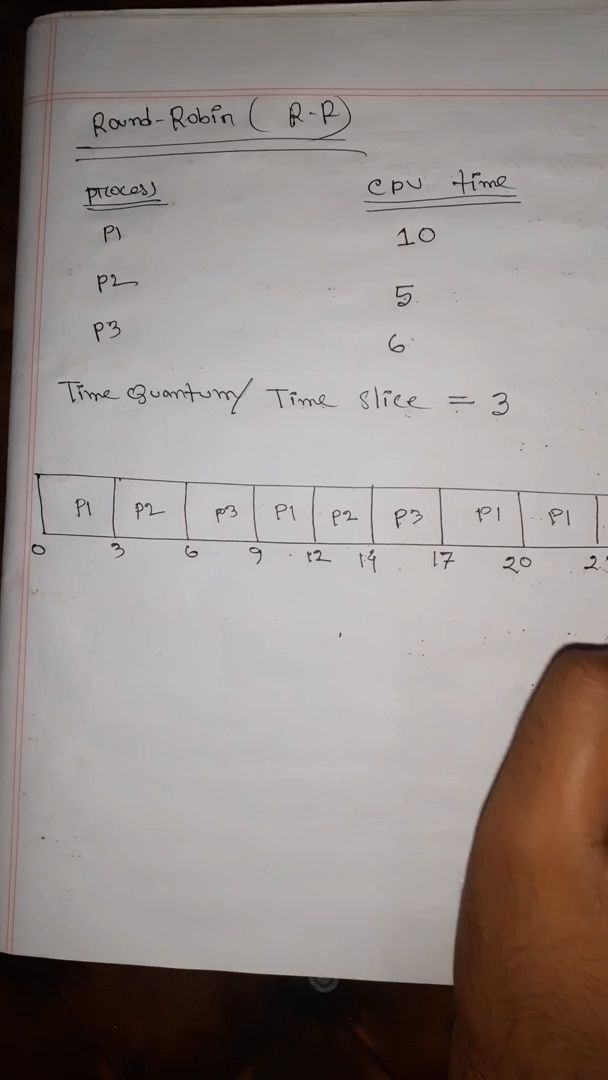 Round-Robin ( R-R)
process CPU time
P1 10
P2 5
P3 6
Time Quantum/ Time slice = 3
P1 P2 P3 P1 P2 P3 P1 P1
0 3 6 9 12 14 17 20